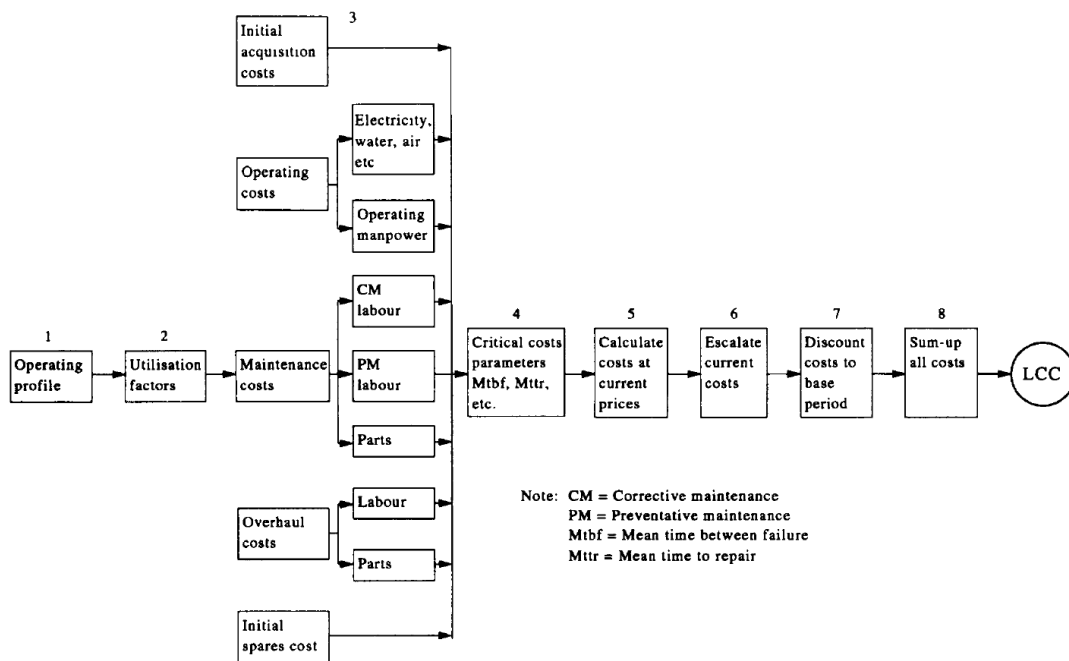 3
Initial
acquisition
costs
Electricity,
water, air
etc
Operating
costs
Operating
manpower
CM
labour
1
Operating
profile
2
Utilisation
factors
Maintenance
costs
PM
labour
Parts
4
Critical costs
parameters
Mtbf, Mttr,
etc.
5
Calculate
costs at
current
prices
6
Escalate
current
costs
7
Discount
costs to
base
period
8
Sum-up
all costs
LCC
Overhaul
costs
Labour
Parts
Initial
spares cost
Note: CM = Corrective maintenance
PM = Preventative maintenance
Mtbf = Mean time between failure
Mttr = Mean time to repair